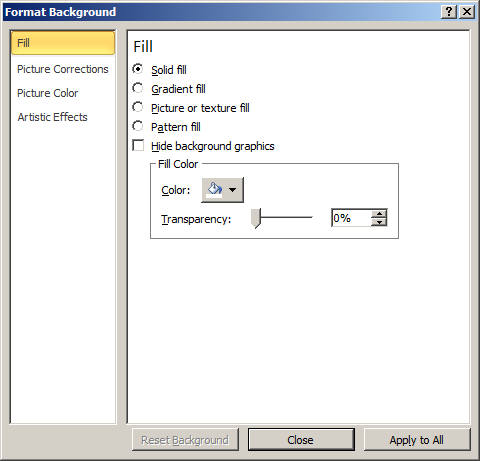 Format Background
Fill
Picture Corrections
Picture Color
Artistic Effects
Fill
Solid fill
Gradient fill
Picture or texture fill
Pattern fill
Hide background graphics
Fill Color
Color:
Transparency: 0%
Reset Background Close Apply to All